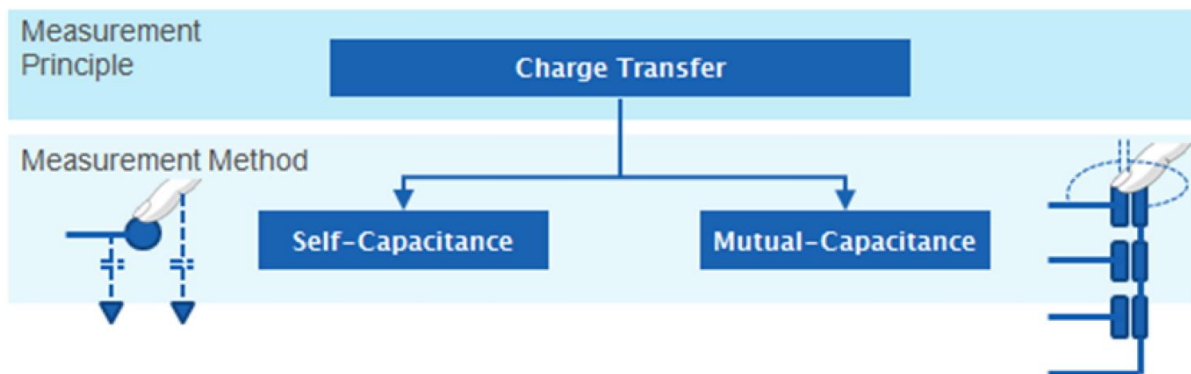 Measurement
Principle
Charge Transfer
Measurement Method
Self-Capacitance
Mutual-Capacitance